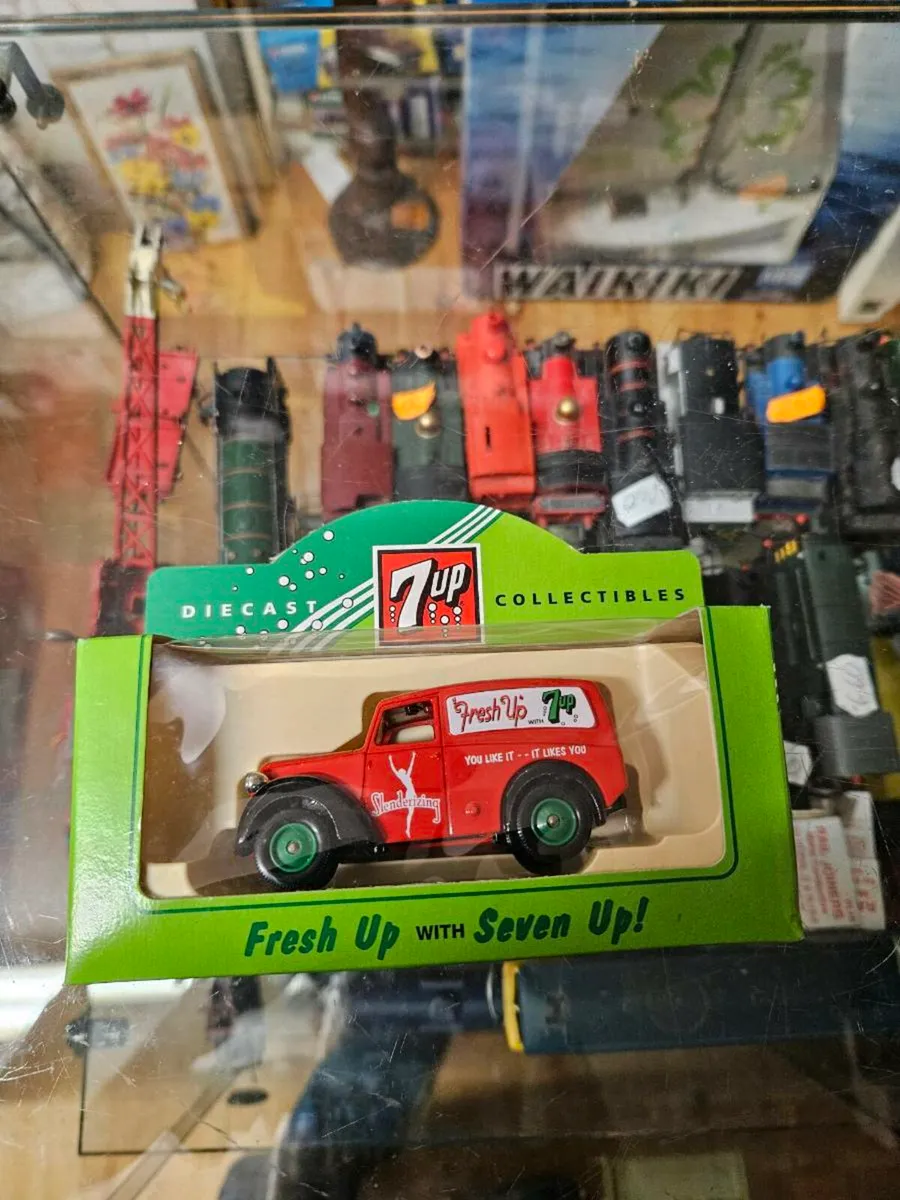 WAIKIKI
DIECAST
7up
COLLECTIBLES
"Fresh Up" WITH 7up
YOU LIKE IT - - IT LIKES YOU
Slenderizing
Fresh Up WITH Seven Up!